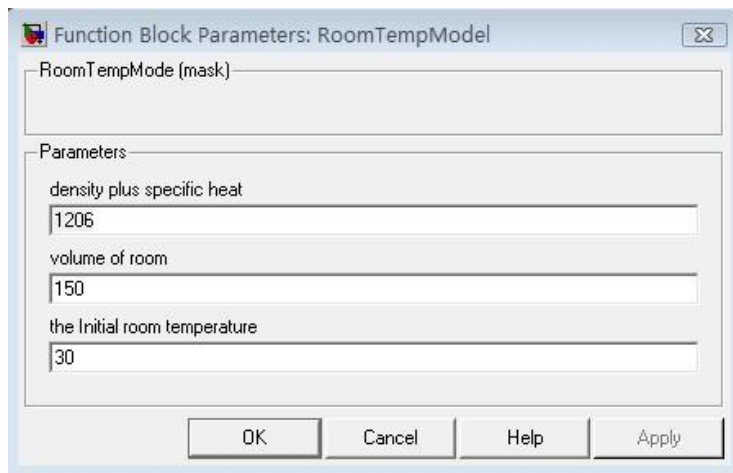 Function Block Parameters: RoomTempModel
RoomTempMode (mask)
Parameters
density plus specific heat
1206
volume of room
150
the Initial room temperature
30
OK Cancel Help Apply